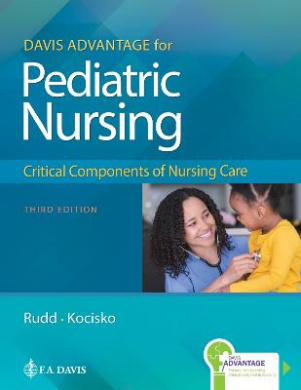 DAVIS ADVANTAGE for
Pediatric
Nursing
Critical Components of Nursing Care
THIRD EDITION
Rudd · Kocisko
F.A. DAVIS
DAVIS
ADVANTAGE